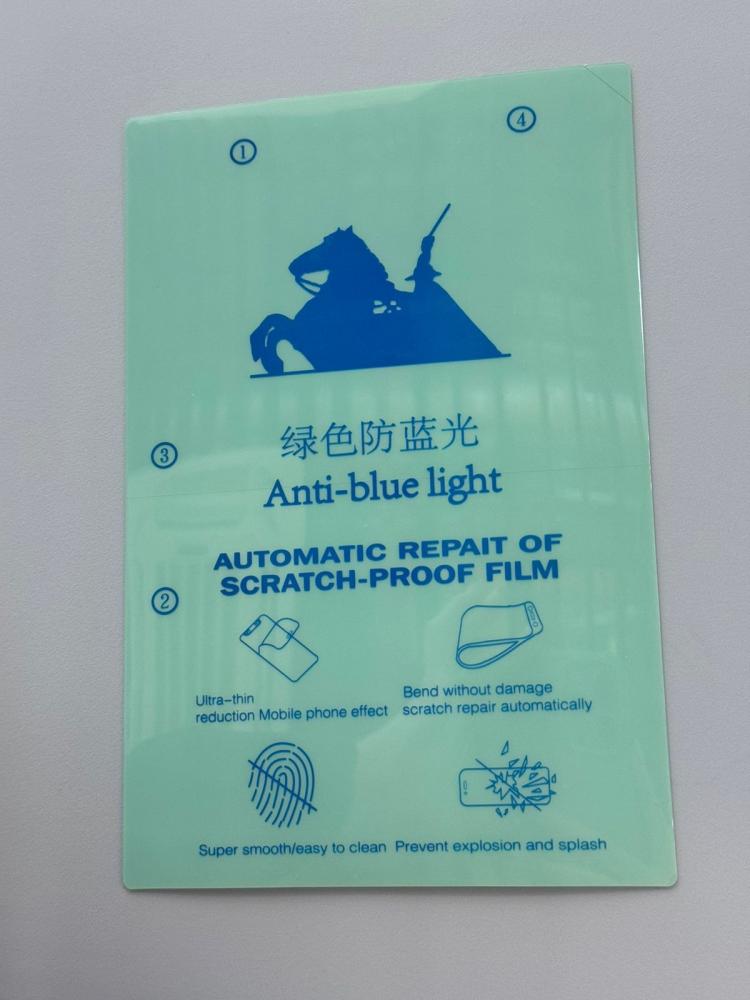 ①
④
绿色防蓝光
③
Anti-blue light
AUTOMATIC REPAIT OF
SCRATCH-PROOF FILM
②
Ultra-thin
reduction Mobile phone effect
Bend without damage
scratch repair automatically
Super smooth/easy to clean
Prevent explosion and splash